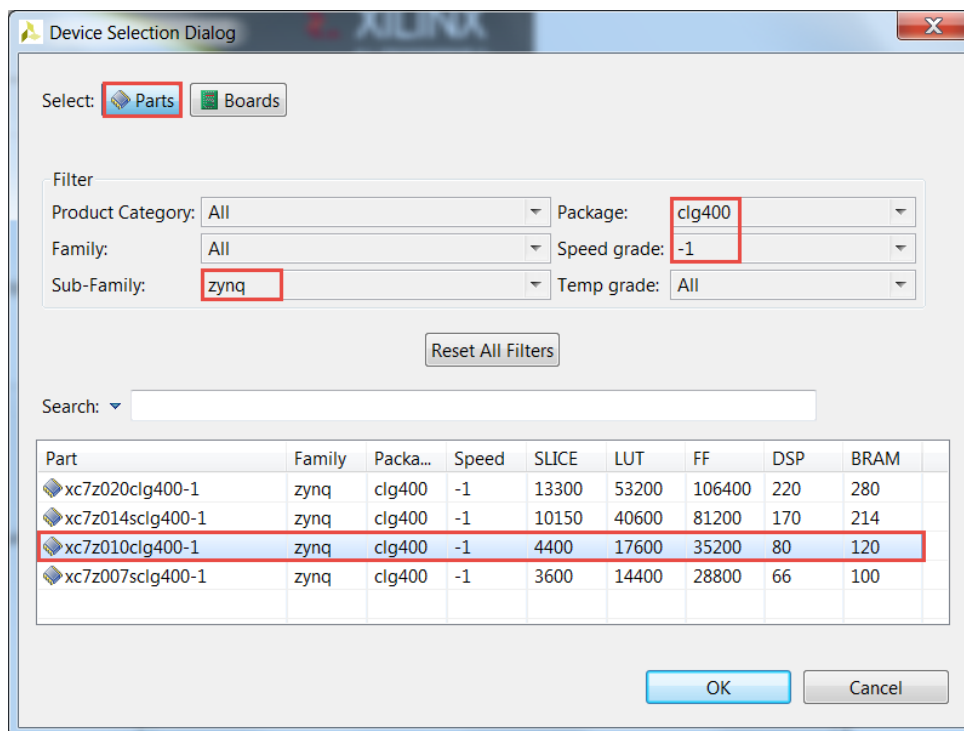 Device Selection Dialog
XILINX
X
Select: Parts Boards
Filter
Product Category: All Package: clg400
Family: All Speed grade: -1
Sub-Family: zynq Temp grade: All
Reset All Filters
Search:
Part Family Packa... Speed SLICE LUT FF DSP BRAM
xc7z020clg400-1 zynq clg400 -1 13300 53200 106400 220 280
xc7z014sclg400-1 zynq clg400 -1 10150 40600 81200 170 214
xc7z010clg400-1 zynq clg400 -1 4400 17600 35200 80 120
xc7z007sclg400-1 zynq clg400 -1 3600 14400 28800 66 100
OK Cancel